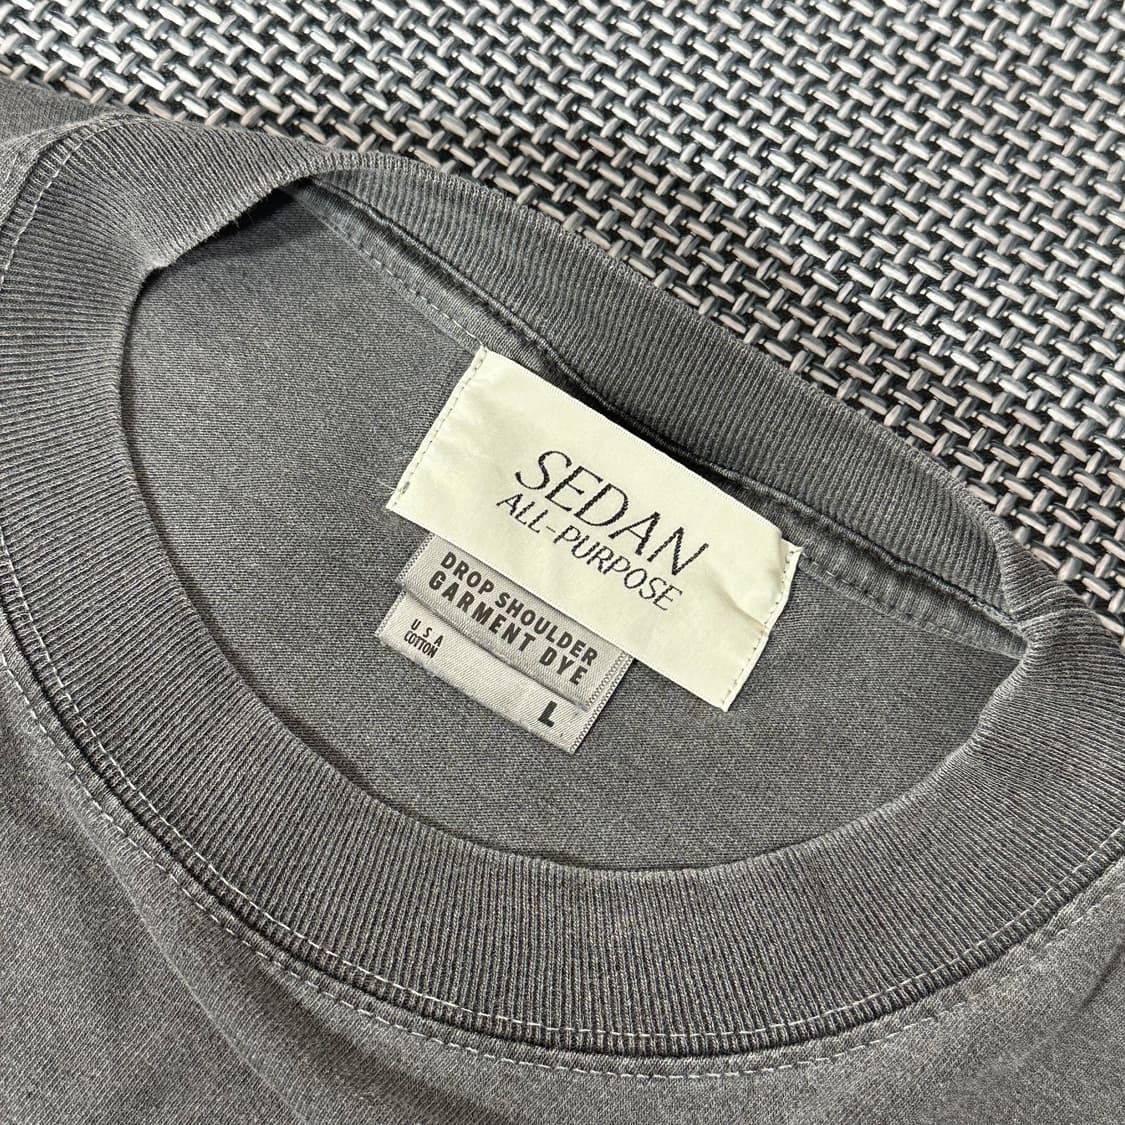 SEDAN
ALL-PURPOSE
DROP SHOULDER
GARMENT DYE
U.S.A
COTTON
L